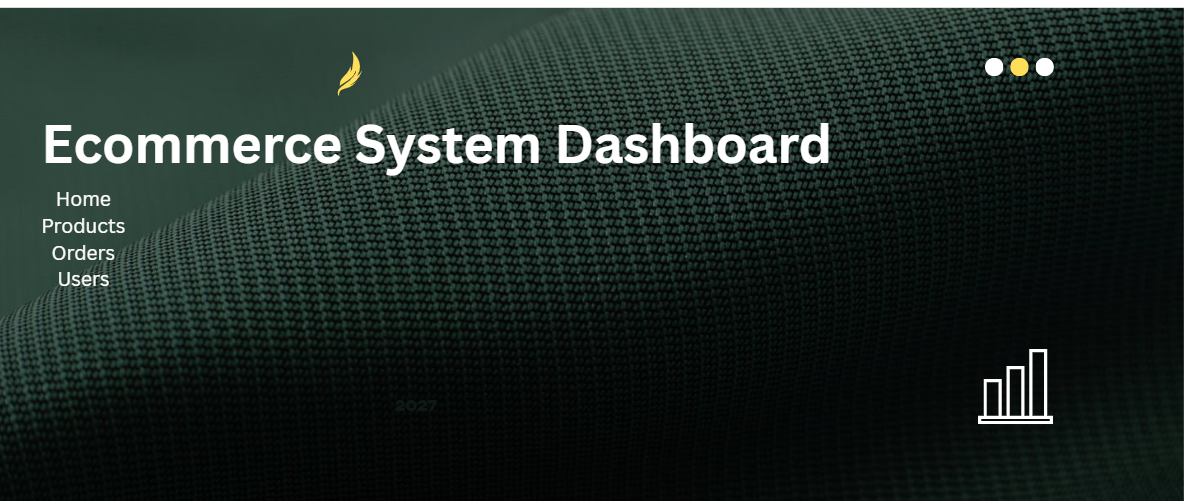 Ecommerce System Dashboard
Home
Products
Orders
Users
2027